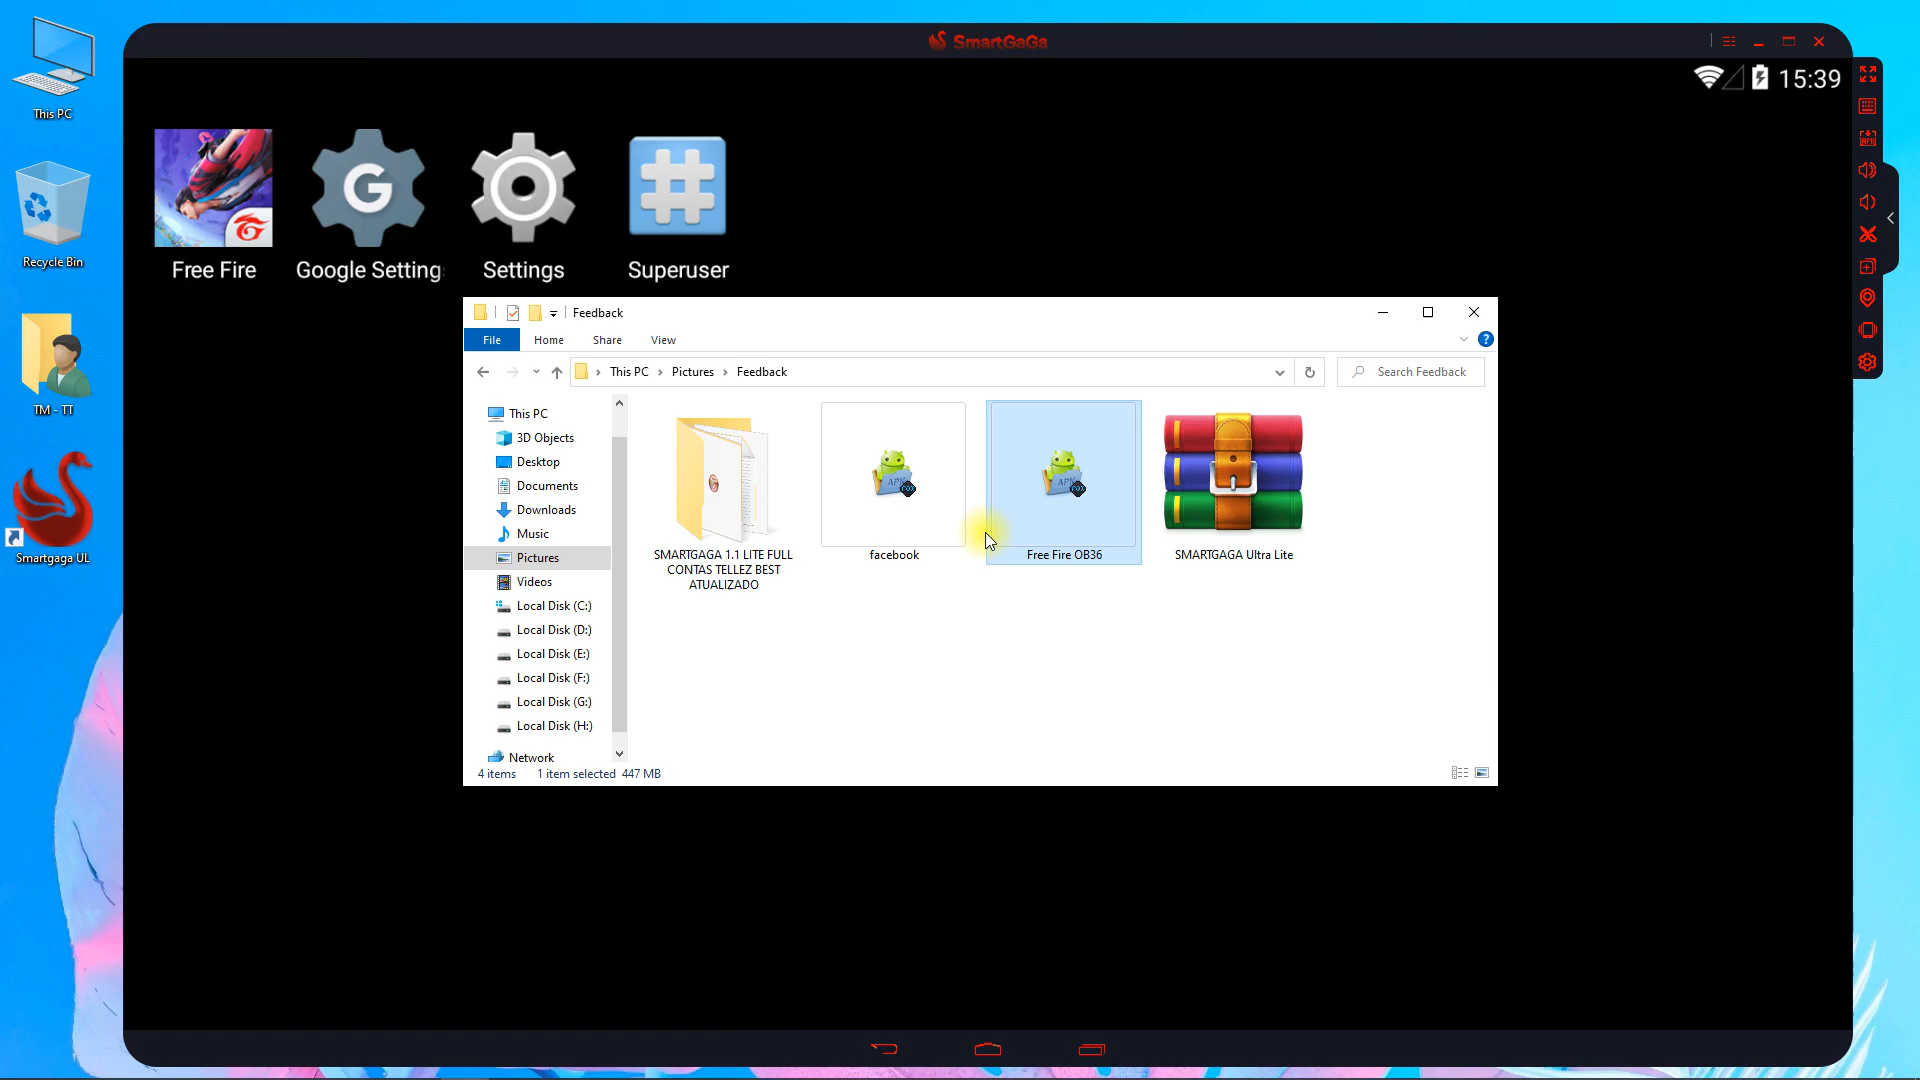 SmartGaGa
15:39
This PC
Recycle Bin
TM - TT
Smartgaga UL
Free Fire
Google Setting
Settings
Superuser
Feedback
File
Home
Share
View
?
This PC
Pictures
Feedback
Search Feedback
This PC
3D Objects
Desktop
Documents
Downloads
Music
Pictures
Videos
Local Disk (C:)
Local Disk (D:)
Local Disk (E:)
Local Disk (F:)
Local Disk (G:)
Local Disk (H:)
Network
SMARTGAGA 1.1 LITE FULL
CONTAS TELLEZ BEST
ATUALIZADO
APK
facebook
APK
Free Fire OB36
SMARTGAGA Ultra Lite
4 items
1 item selected 447 MB